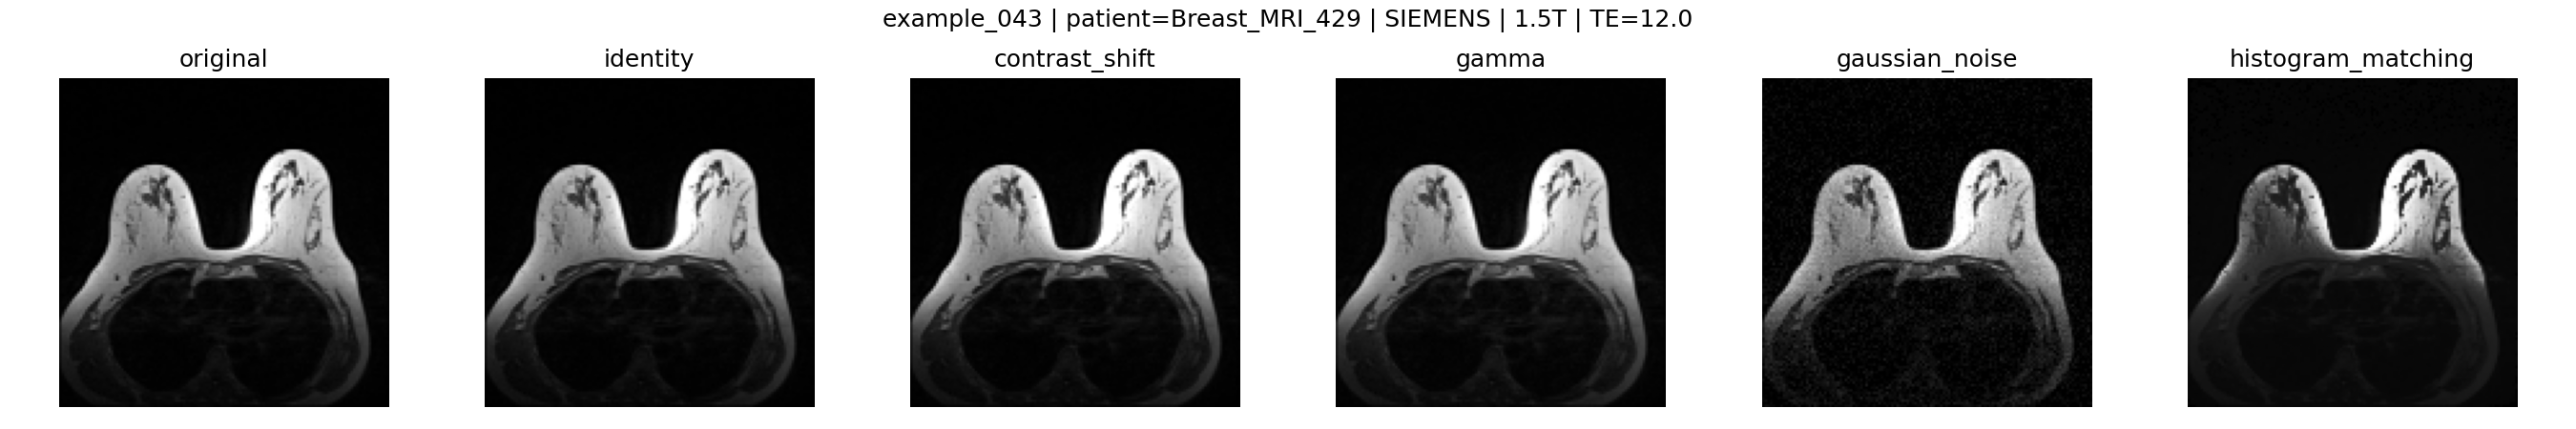 example_043 | patient=Breast_MRI_429 | SIEMENS | 1.5T | TE=12.0
original identity contrast_shift gamma gaussian_noise histogram_matching